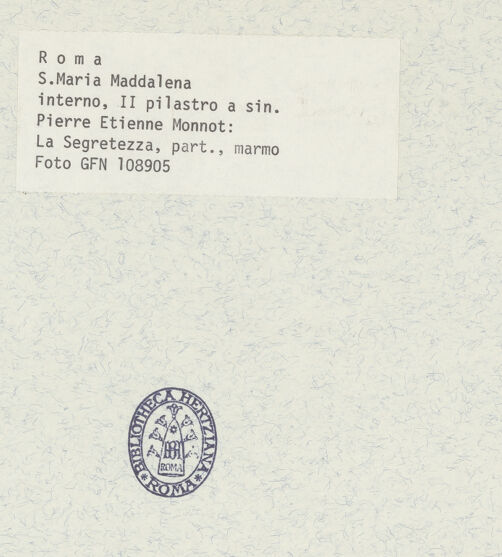 R o m a
S.Maria Maddalena
interno, II pilastro a sin.
Pierre Etienne Monnot:
La Segretezza, part., marmo
Foto GFN 108905
*BIBLIOTHECA HERTZIANA*
ROMA
ROMA